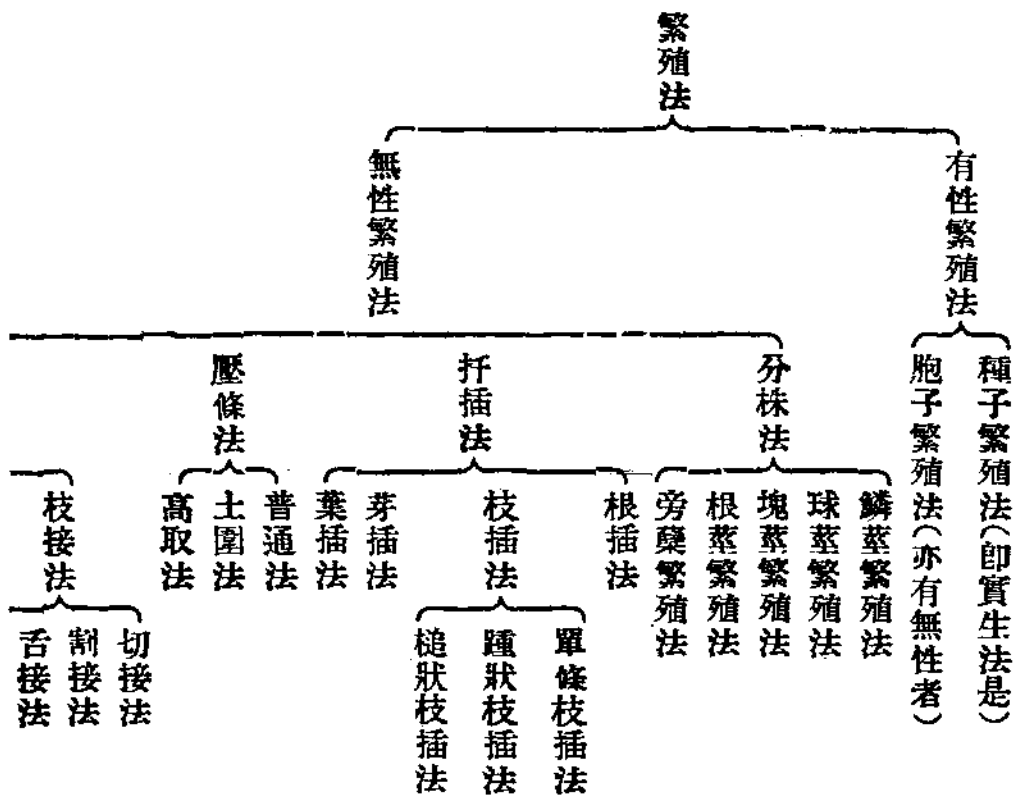 繁殖法
有性繁殖法
種子繁殖法(卽實生法是)
胞子繁殖法(亦有無性者)
無性繁殖法
分株法
鱗莖繁殖法
球莖繁殖法
塊莖繁殖法
根莖繁殖法
旁蘖繁殖法
扦插法
根插法
枝插法
單條枝插法
踵狀枝插法
槌狀枝插法
芽插法
葉插法
壓條法
普通法
土圍法
高取法
枝接法
切接法
割接法
舌接法